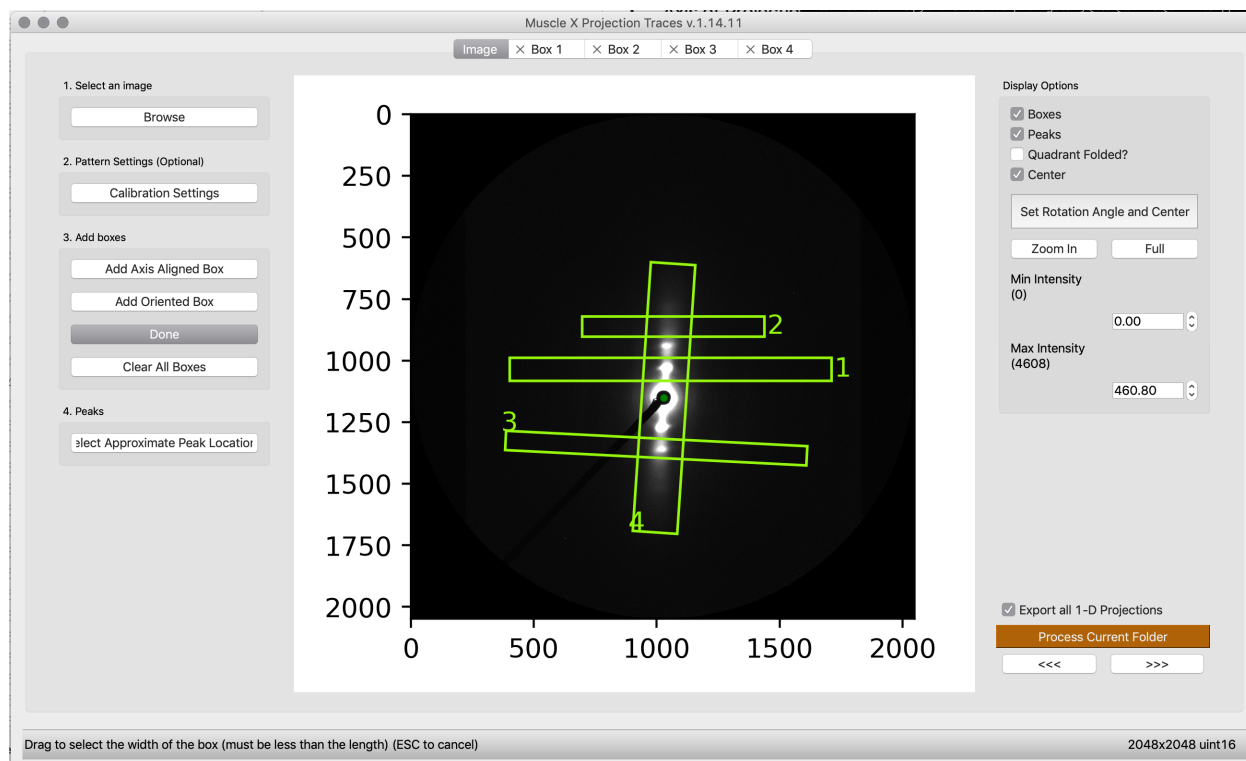 Muscle X Projection Traces v.1.14.11
Image
Box 1
Box 2
Box 3
Box 4
1. Select an image
Browse
2. Pattern Settings (Optional)
Calibration Settings
3. Add boxes
Add Axis Aligned Box
Add Oriented Box
Done
Clear All Boxes
4. Peaks
elect Approximate Peak Location
0
250
500
750
1000
1250
1500
1750
2000
0
500
1000
1500
2000
2
1
3
4
Display Options
Boxes
Peaks
Quadrant Folded?
Center
Set Rotation Angle and Center
Zoom In
Full
Min Intensity
(0)
0.00
Max Intensity
(4608)
460.80
Export all 1-D Projections
Process Current Folder
<<<
>>>
Drag to select the width of the box (must be less than the length) (ESC to cancel)
2048x2048 uint16